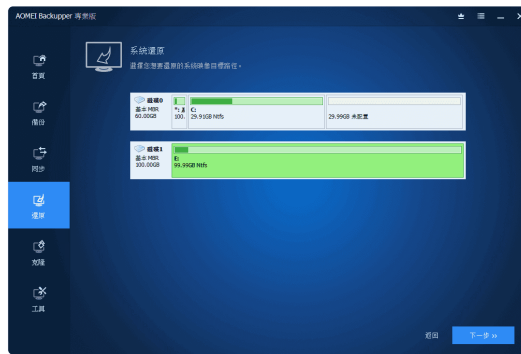 AOMEI Backupper 專業版
系统還原
選擇您想要還原的系統映像目標路徑。
首頁
備份
同步
還原
克隆
工具
磁碟0
基本 MBR
60.00GB
*: 系
100.
C:
29.91GB Ntfs
29.99GB 未配置
磁碟1
基本 MBR
100.00GB
E:
99.99GB Ntfs
返回
下一步 »